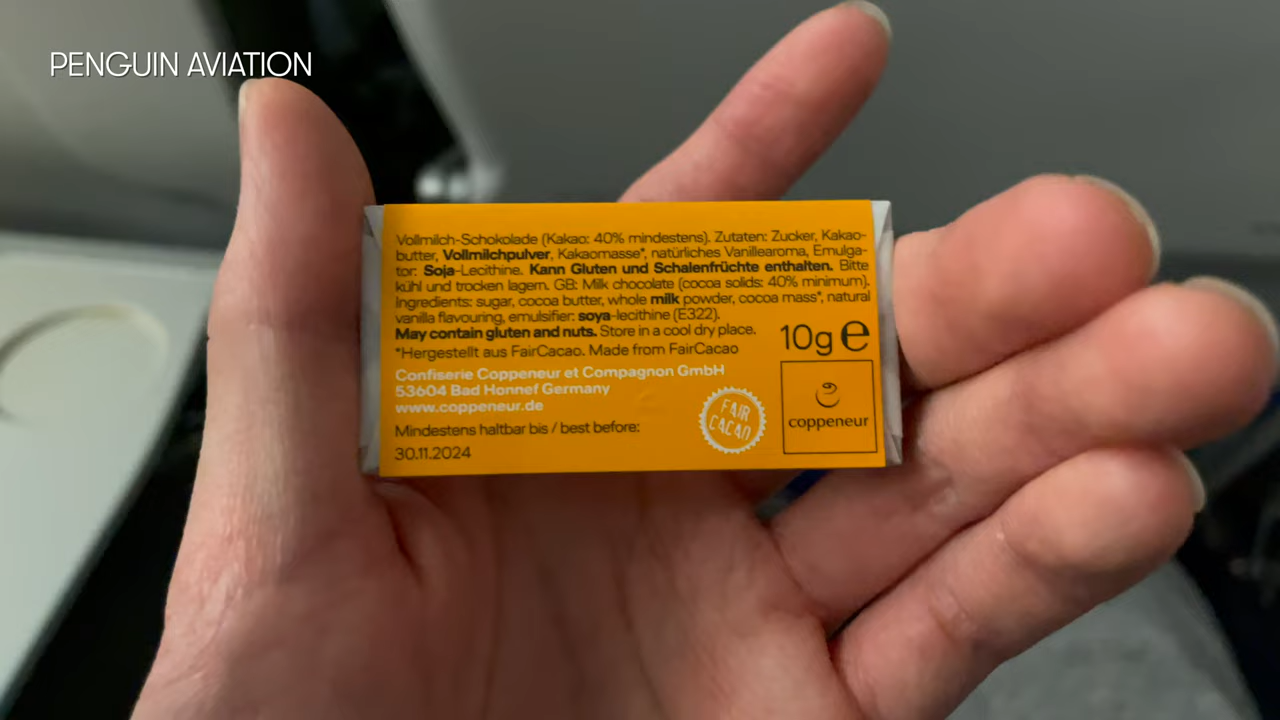 PENGUIN AVIATION
Vollmilch-Schokolade (Kakao: 40% mindestens). Zutaten: Zucker, Kakao-
butter, Vollmilchpulver, Kakaomasse*, natürliches Vanillearoma, Emulga-
tor: Soja-Lecithine. Kann Gluten und Schalenfrüchte enthalten. Bitte
kühl und trocken lagern. GB: Milk chocolate (cocoa solids: 40% minimum).
Ingredients: sugar, cocoa butter, whole milk powder, cocoa mass*, natural
vanilla flavouring, emulsifier: soya-lecithine (E322).
May contain gluten and nuts. Store in a cool dry place.
*Hergestellt aus FairCacao. Made from FairCacao
10g e
Confiserie Coppeneur et Compagnon GmbH
53604 Bad Honnef Germany
www.coppeneur.de
Mindestens haltbar bis / best before:
30.11.2024
FAIR
CACAO
coppeneur